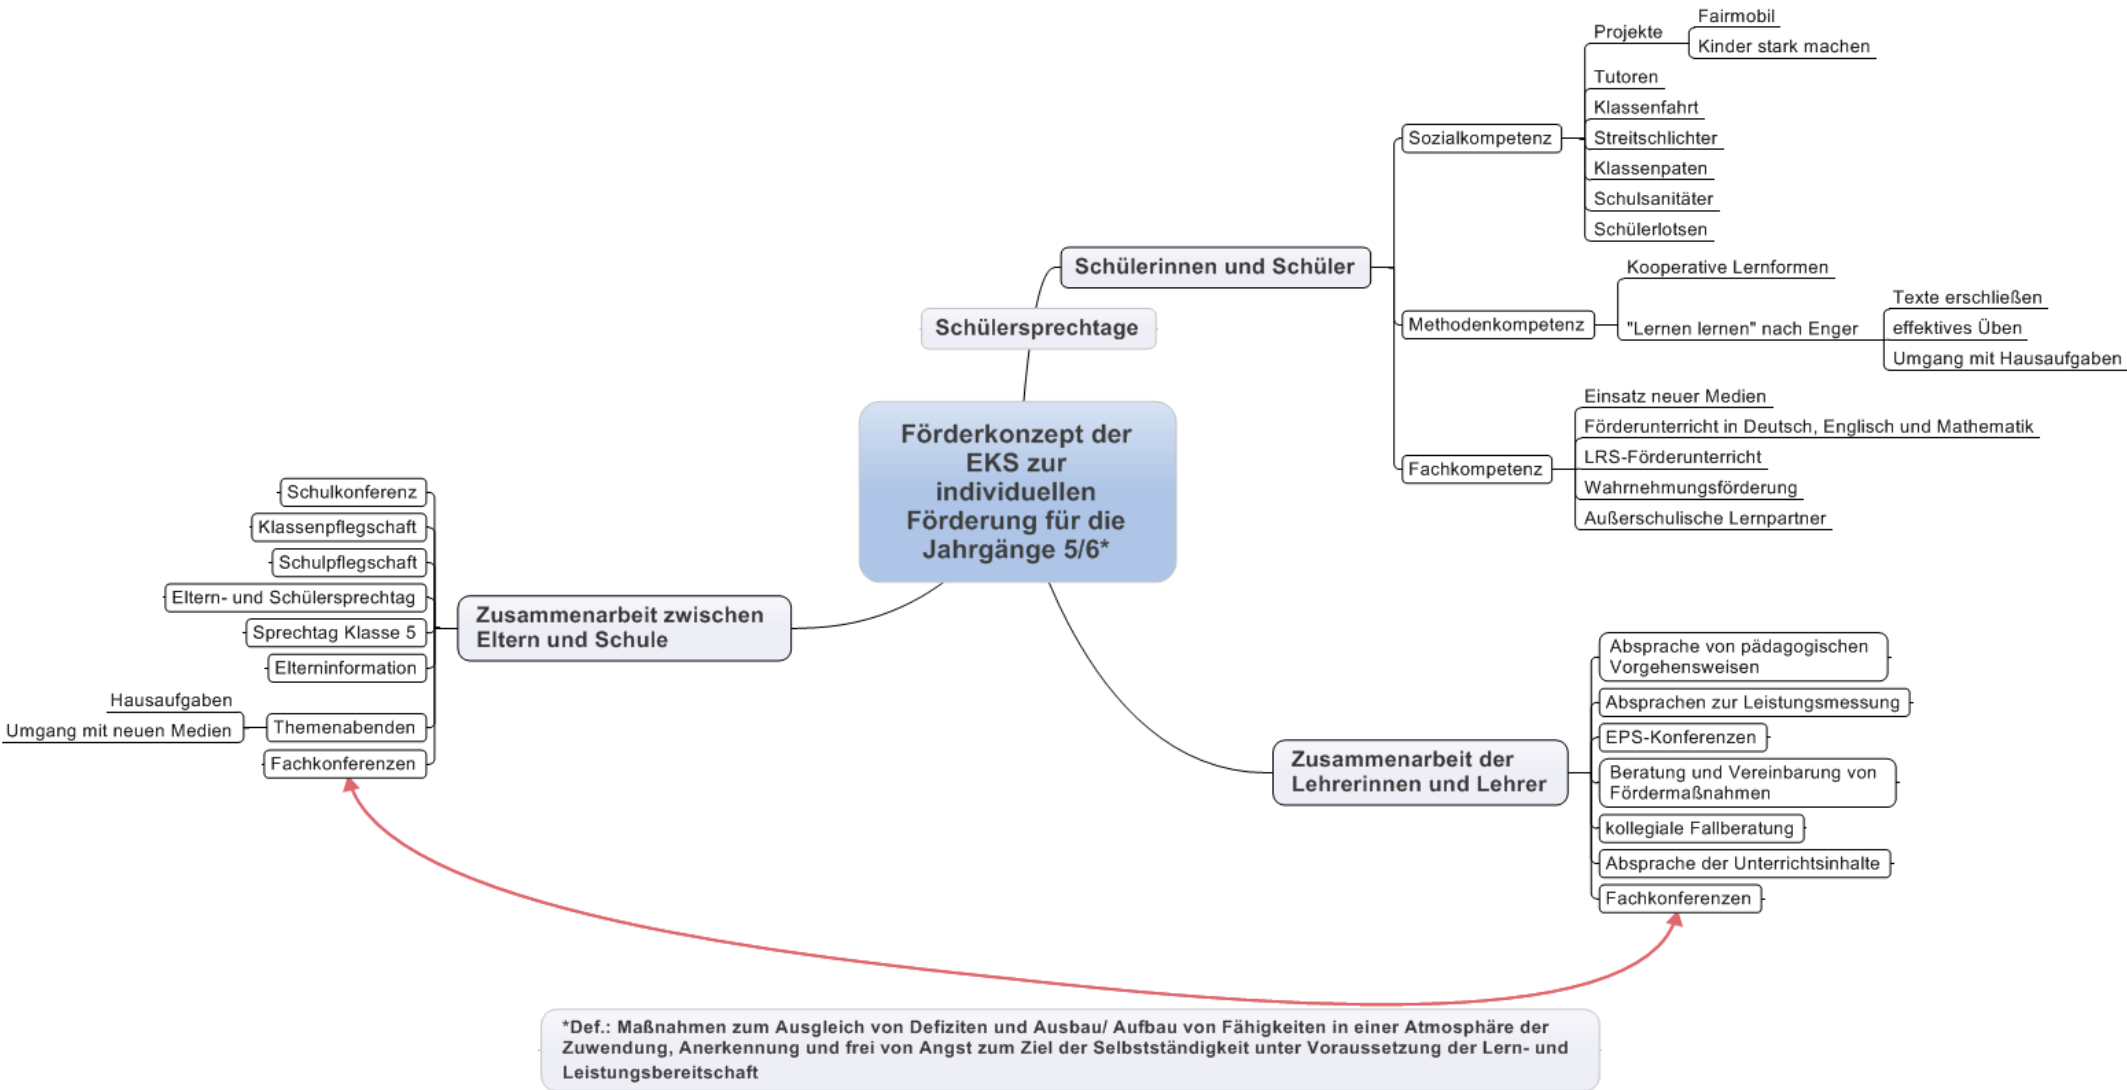 Förderkonzept der
EKS zur
individuellen
Förderung für die
Jahrgänge 5/6*
Schülersprechtage
Schülerinnen und Schüler
Sozialkompetenz
Projekte
Fairmobil
Kinder stark machen
Tutoren
Klassenfahrt
Streitschlichter
Klassenpaten
Schulsanitäter
Schülerlotsen
Methodenkompetenz
Kooperative Lernformen
"Lernen lernen" nach Enger
Texte erschließen
effektives Üben
Umgang mit Hausaufgaben
Fachkompetenz
Einsatz neuer Medien
Förderunterricht in Deutsch, Englisch und Mathematik
LRS-Förderunterricht
Wahrnehmungsförderung
Außerschulische Lernpartner
Zusammenarbeit der
Lehrerinnen und Lehrer
Absprache von pädagogischen
Vorgehensweisen
Absprachen zur Leistungsmessung
EPS-Konferenzen
Beratung und Vereinbarung von
Fördermaßnahmen
kollegiale Fallberatung
Absprache der Unterrichtsinhalte
Fachkonferenzen
Zusammenarbeit zwischen
Eltern und Schule
Schulkonferenz
Klassenpflegschaft
Schulpflegschaft
Eltern- und Schülersprechtag
Sprechtag Klasse 5
Elterninformation
Themenabenden
Hausaufgaben
Umgang mit neuen Medien
Fachkonferenzen
*Def.: Maßnahmen zum Ausgleich von Defiziten und Ausbau/ Aufbau von Fähigkeiten in einer Atmosphäre der
Zuwendung, Anerkennung und frei von Angst zum Ziel der Selbstständigkeit unter Voraussetzung der Lern- und
Leistungsbereitschaft